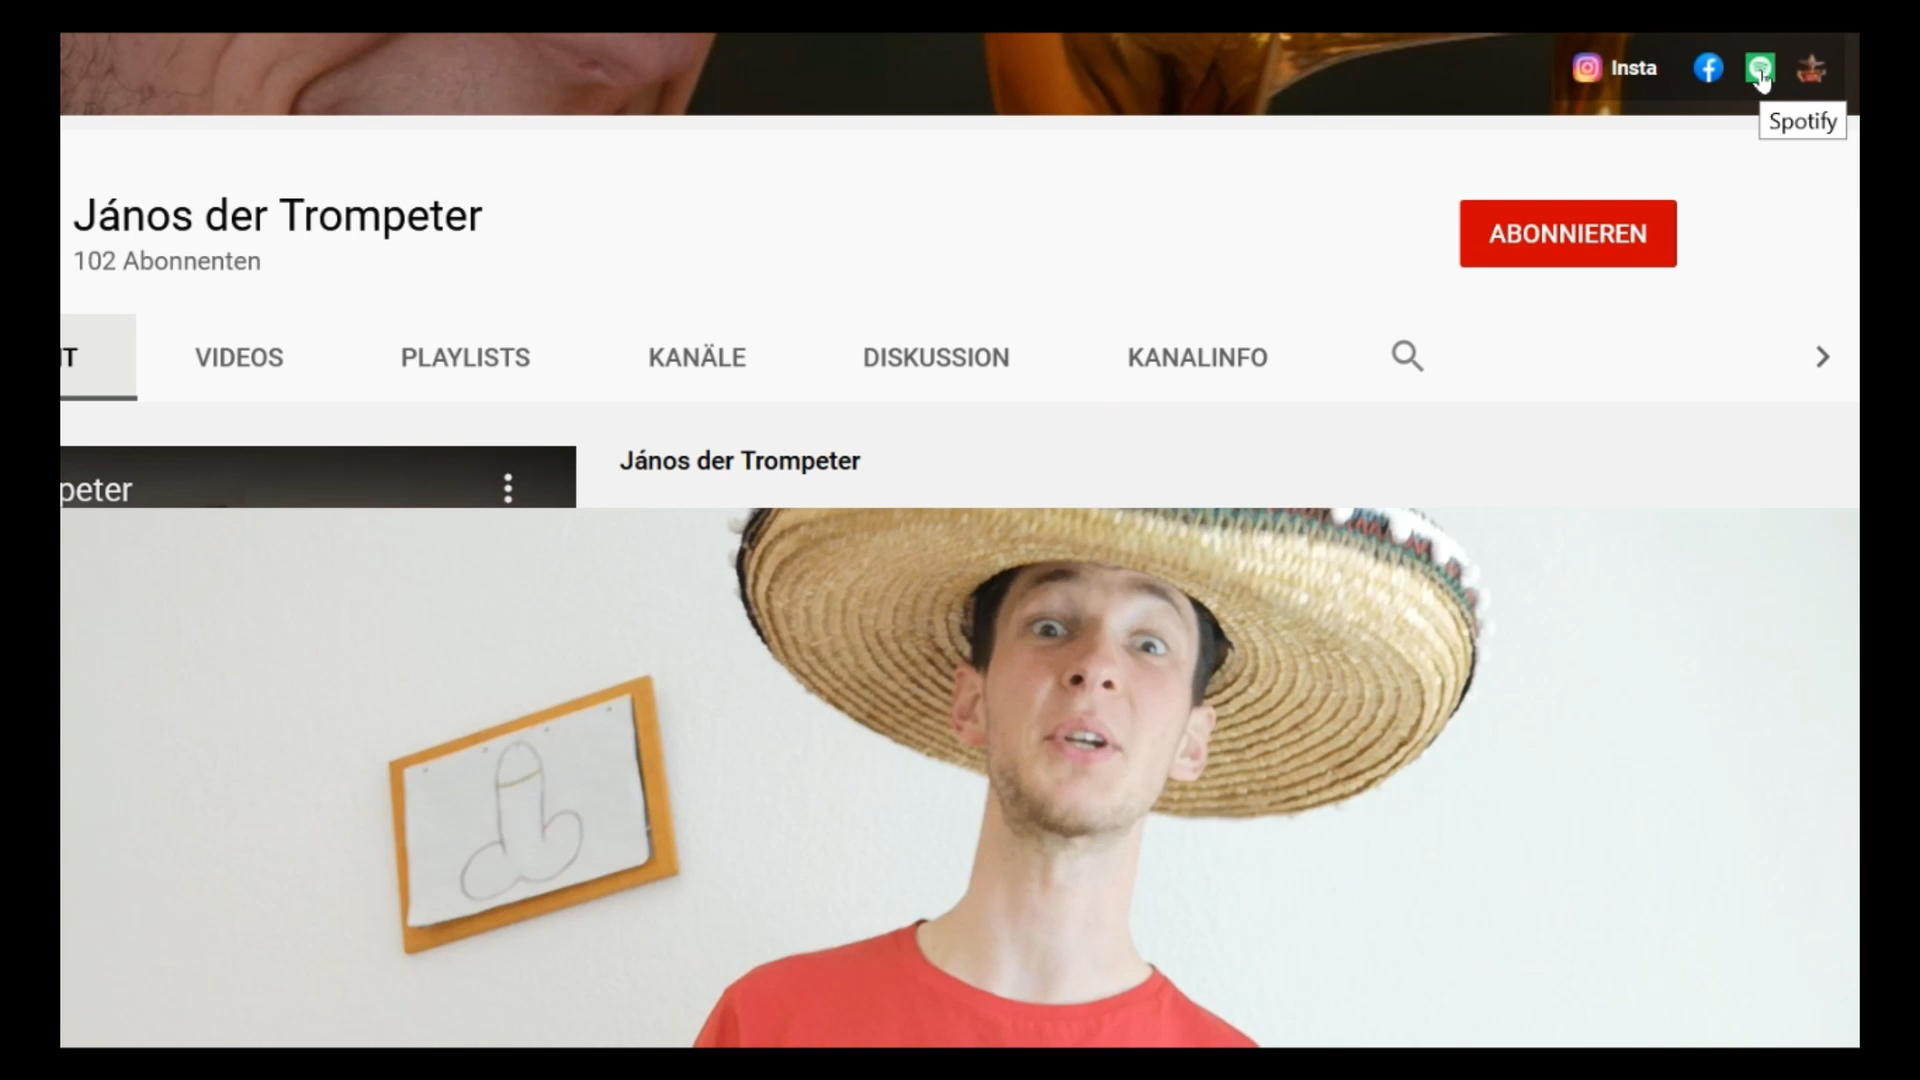 Insta
Spotify
János der Trompeter
102 Abonnenten
ABONNIEREN
VIDEOS
PLAYLISTS
KANÄLE
DISKUSSION
KANALINFO
János der Trompeter
peter